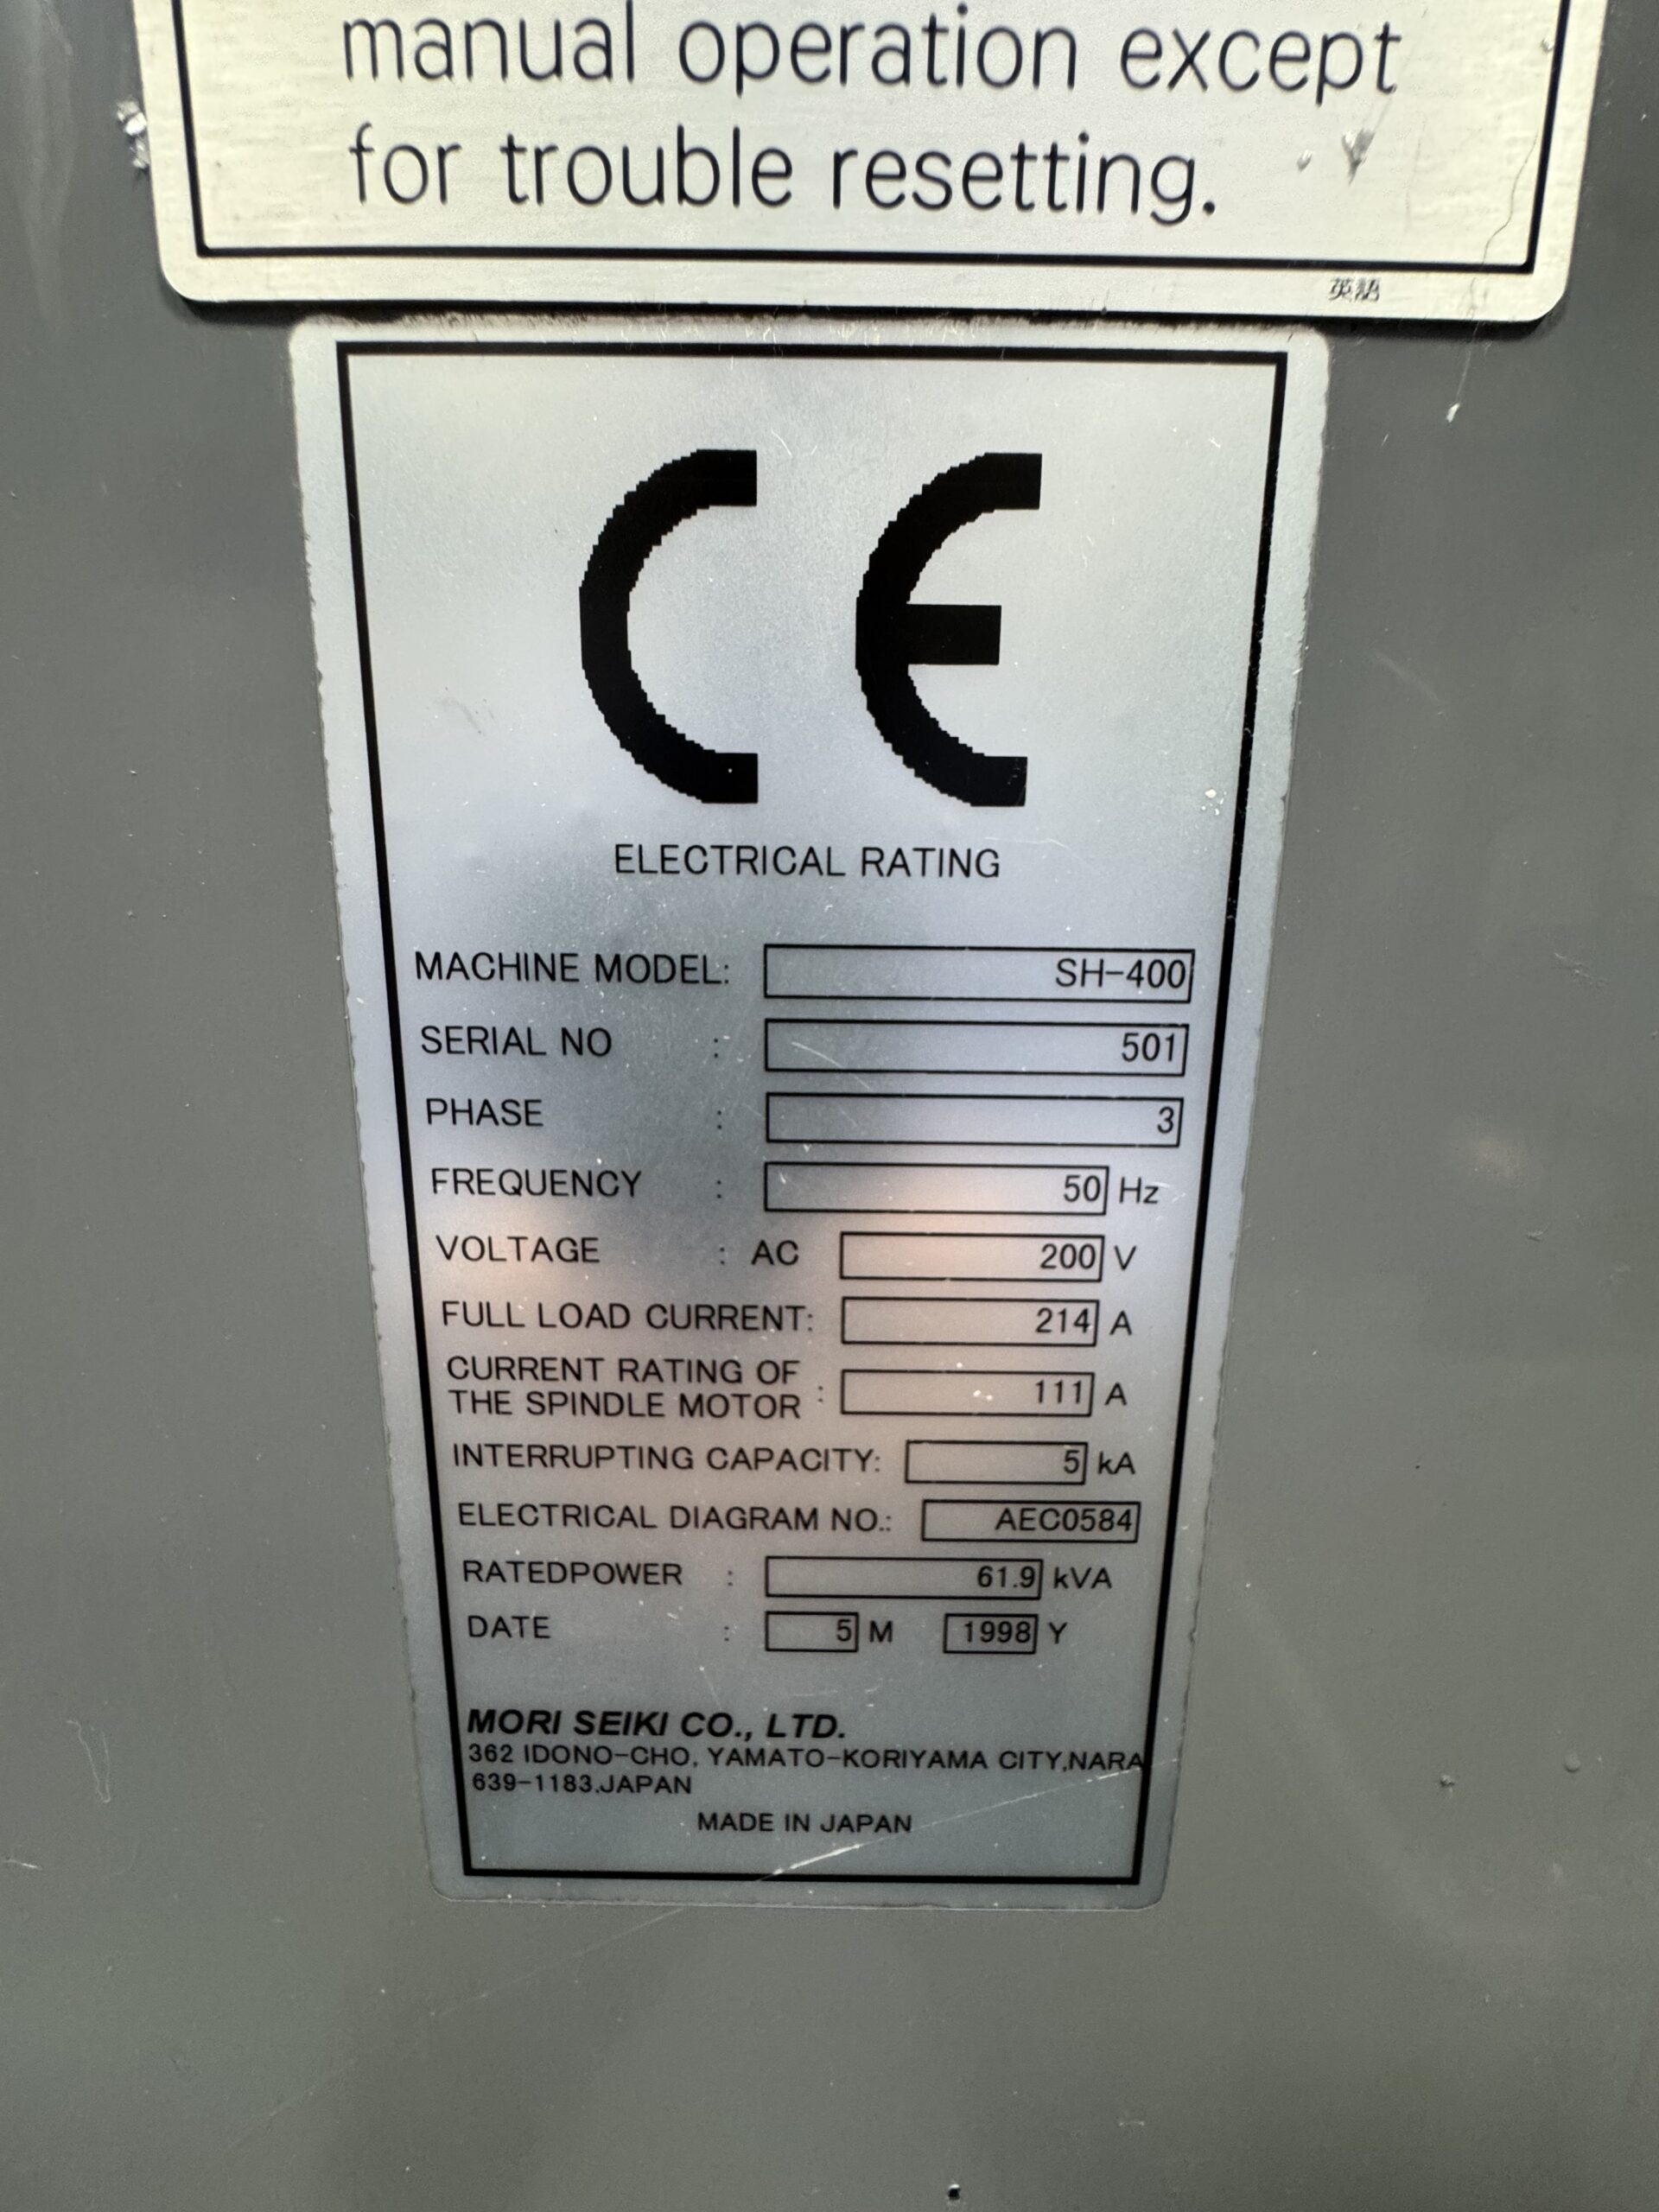 manual operation except
for trouble resetting.
英語
CE
ELECTRICAL RATING
MACHINE MODEL: SH-400
SERIAL NO : 501
PHASE : 3
FREQUENCY : 50 Hz
VOLTAGE : AC 200 V
FULL LOAD CURRENT: 214 A
CURRENT RATING OF
THE SPINDLE MOTOR : 111 A
INTERRUPTING CAPACITY: 5 kA
ELECTRICAL DIAGRAM NO.: AEC0584
RATEDPOWER : 61.9 kVA
DATE : 5 M 1998 Y
MORI SEIKI CO., LTD.
362 IDONO-CHO, YAMATO-KORIYAMA CITY,NARA
639-1183,JAPAN
MADE IN JAPAN